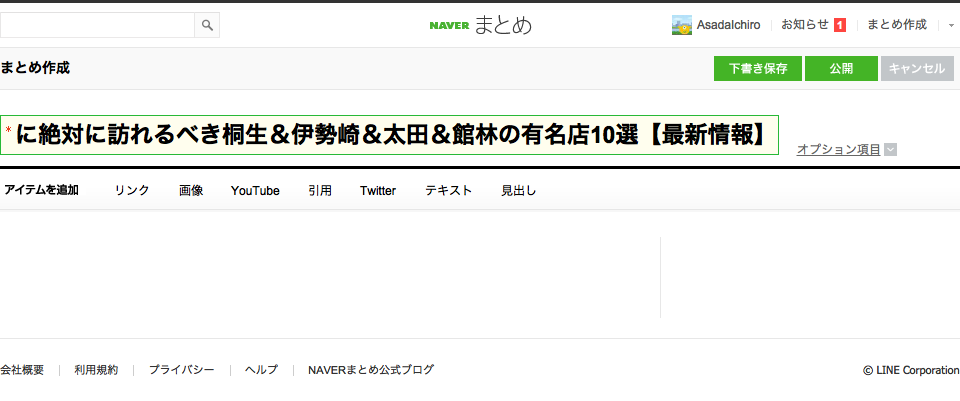 NAVER まとめ AsadaIchiro お知らせ 1 まとめ作成
まとめ作成 下書き保存 公開 キャンセル
*に絶対に訪れるべき桐生＆伊勢崎＆太田＆館林の有名店10選【最新情報】
オプション項目
アイテムを追加 リンク 画像 YouTube 引用 Twitter テキスト 見出し
会社概要 利用規約 プライバシー ヘルプ NAVERまとめ公式ブログ © LINE Corporation